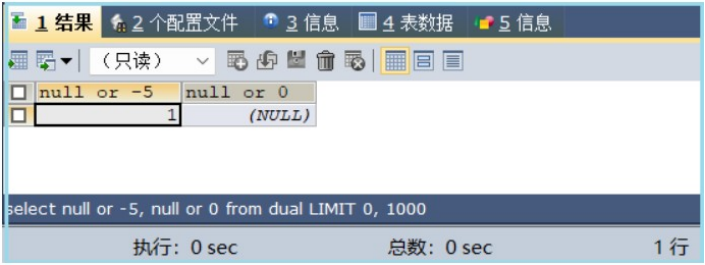 1 结果 2 个配置文件 3 信息 4 表数据 5 信息
（只读）
null or -5 null or 0
1 (NULL)
select null or -5, null or 0 from dual LIMIT 0, 1000
执行: 0 sec 总数: 0 sec 1 行